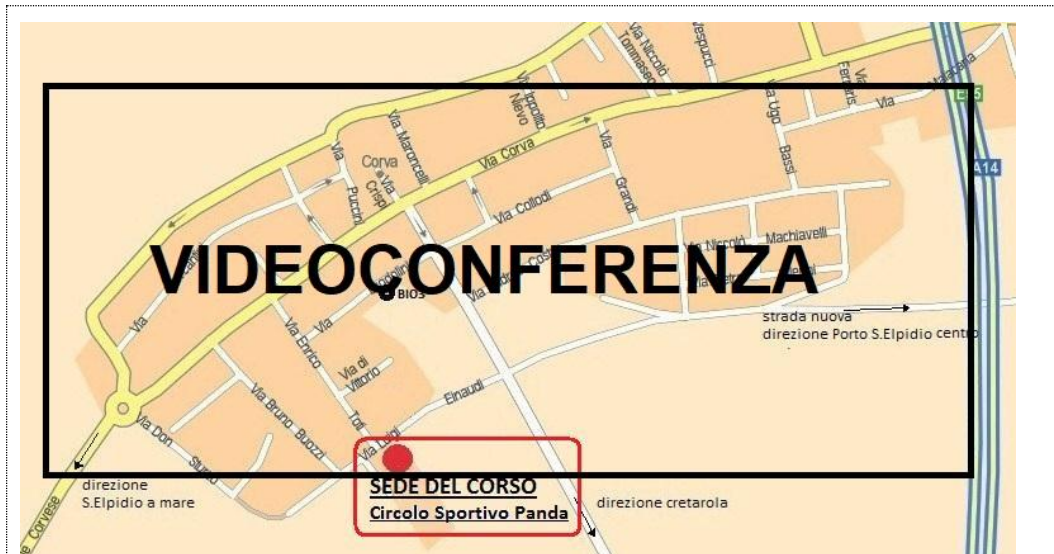 Via Niccolò
Tommaseo
Vespucci
Via Ippolito
Nievo
Via
Ferraris
Via Malaparte
E55
Via Ugo
Bassi
Via Maroncelli
Via Corva
Via
Puccini
Corva
Via
Crispi
Via
Grandi
A14
Via Collodi
Via Niccolò
Machiavelli
VIDEOCONFERENZA
BIOS
Via
Via
strada nuova
direzione Porto S.Elpidio centro
Via Enrico
Toti
Via di
Vittorio
Via Bruno Buozzi
Via Luigi
Einaudi
Via Don
Sturzo
direzione
S.Elpidio a mare
SEDE DEL CORSO
Circolo Sportivo Panda
direzione cretarola
Corvese